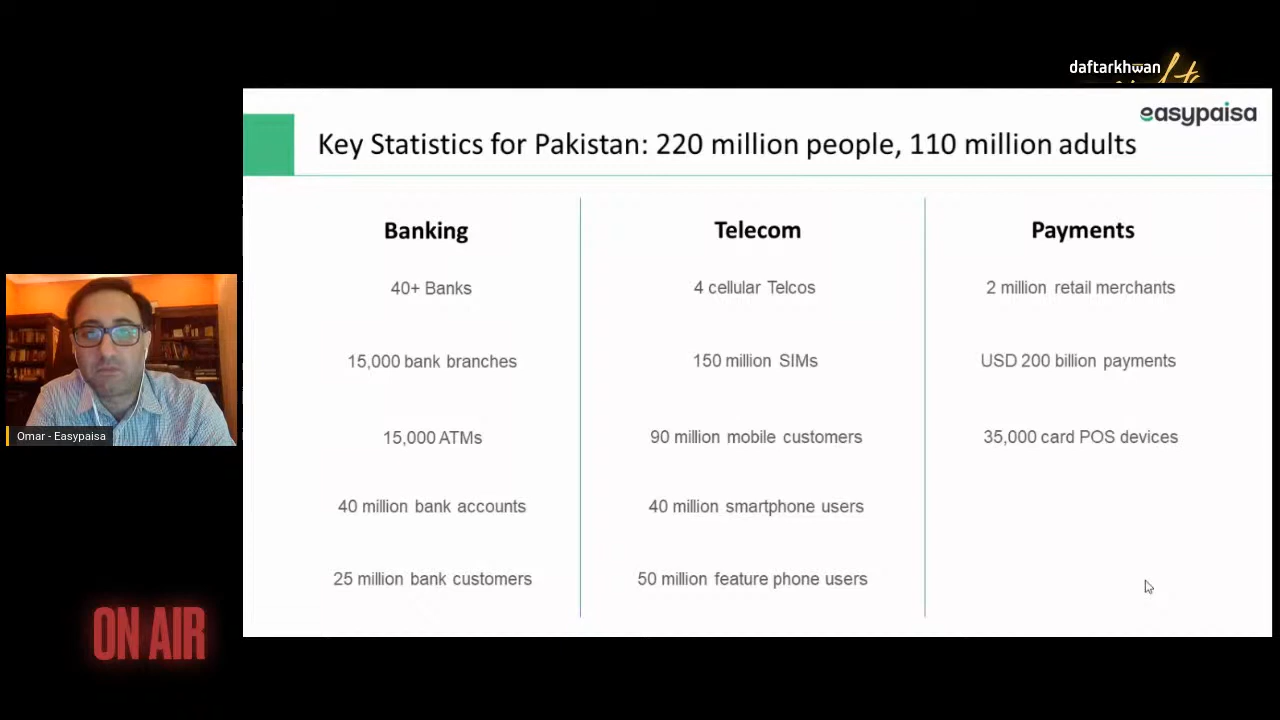 daftarkhwan
easypaisa
Key Statistics for Pakistan: 220 million people, 110 million adults
Banking
40+ Banks
15,000 bank branches
15,000 ATMs
40 million bank accounts
25 million bank customers
Telecom
4 cellular Telcos
150 million SIMs
90 million mobile customers
40 million smartphone users
50 million feature phone users
Payments
2 million retail merchants
USD 200 billion payments
35,000 card POS devices
Omar - Easypaisa
ON AIR